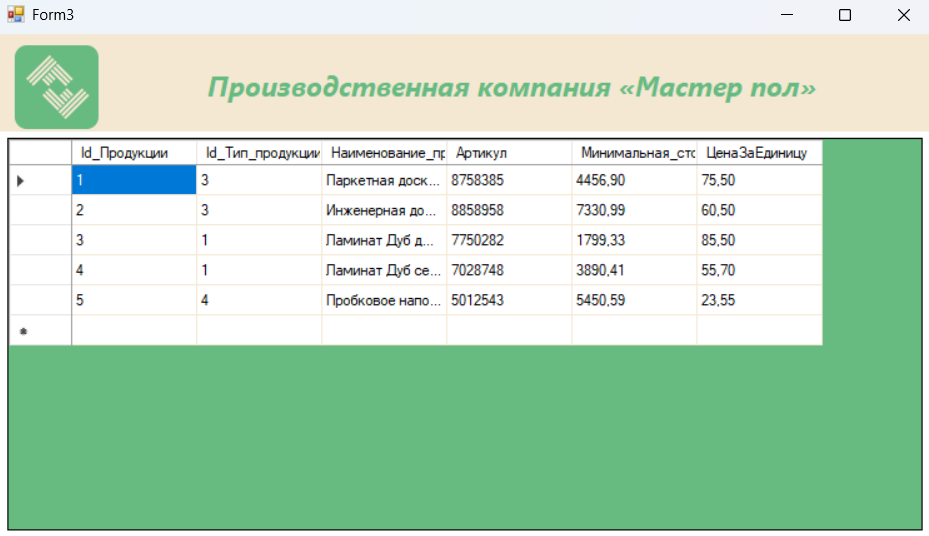 Form3
Производственная компания «Мастер пол»
Id_Продукции Id_Тип_продукции Наименование_пр Артикул Минимальная_сто ЦенаЗаЕдиницу
1 3 Паркетная доск... 8758385 4456,90 75,50
2 3 Инженерная до... 8858958 7330,99 60,50
3 1 Ламинат Дуб д... 7750282 1799,33 85,50
4 1 Ламинат Дуб се... 7028748 3890,41 55,70
5 4 Пробковое напо... 5012543 5450,59 23,55